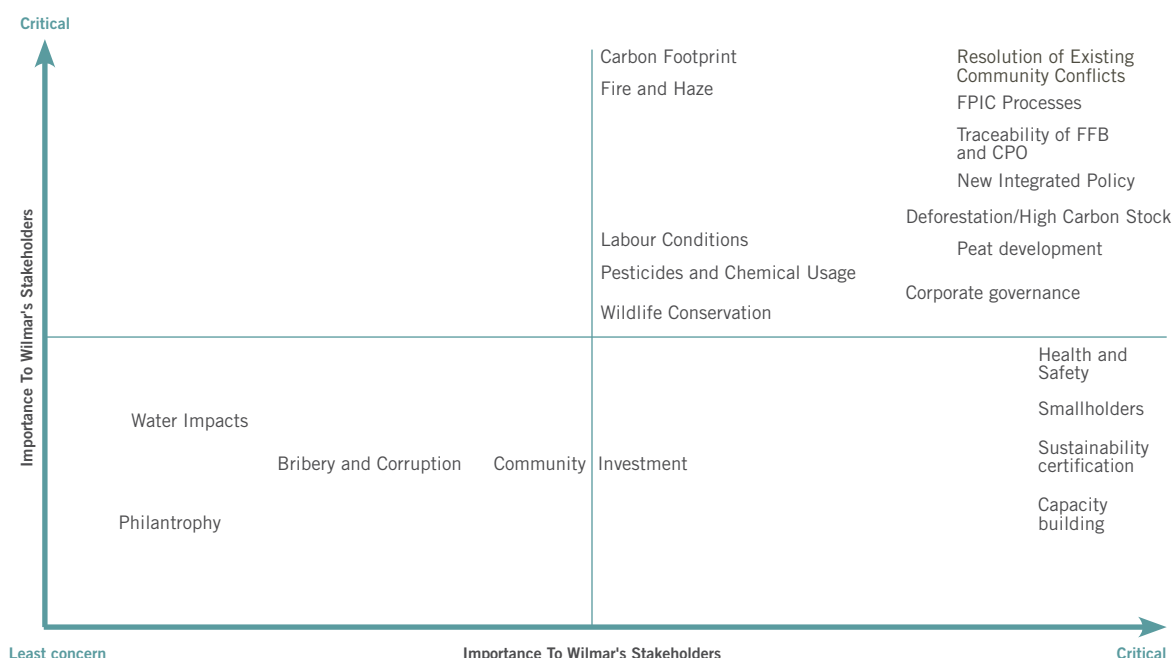 Critical
Carbon Footprint
Fire and Haze
Resolution of Existing
Community Conflicts
FPIC Processes
Traceability of FFB
and CPO
New Integrated Policy
Deforestation/High Carbon Stock
Labour Conditions
Peat development
Pesticides and Chemical Usage
Corporate governance
Wildlife Conservation
Importance To Wilmar's Stakeholders
Health and
Safety
Smallholders
Water Impacts
Sustainability
certification
Bribery and Corruption
Community Investment
Capacity
building
Philantrophy
Least concern
Importance To Wilmar's Stakeholders
Critical